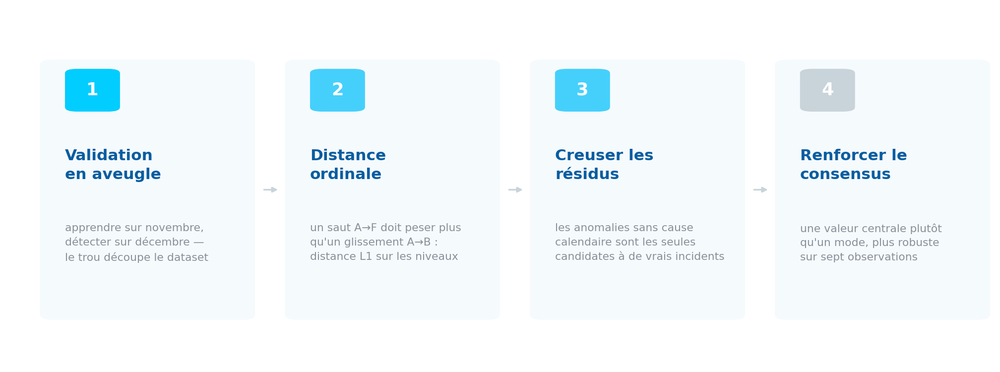 1
Validation
en aveugle
apprendre sur novembre,
détecter sur décembre —
le trou découpe le dataset
2
Distance
ordinale
un saut A→F doit peser plus
qu'un glissement A→B :
distance L1 sur les niveaux
3
Creuser les
résidus
les anomalies sans cause
calendaire sont les seules
candidates à de vrais incidents
4
Renforcer le
consensus
une valeur centrale plutôt
qu'un mode, plus robuste
sur sept observations